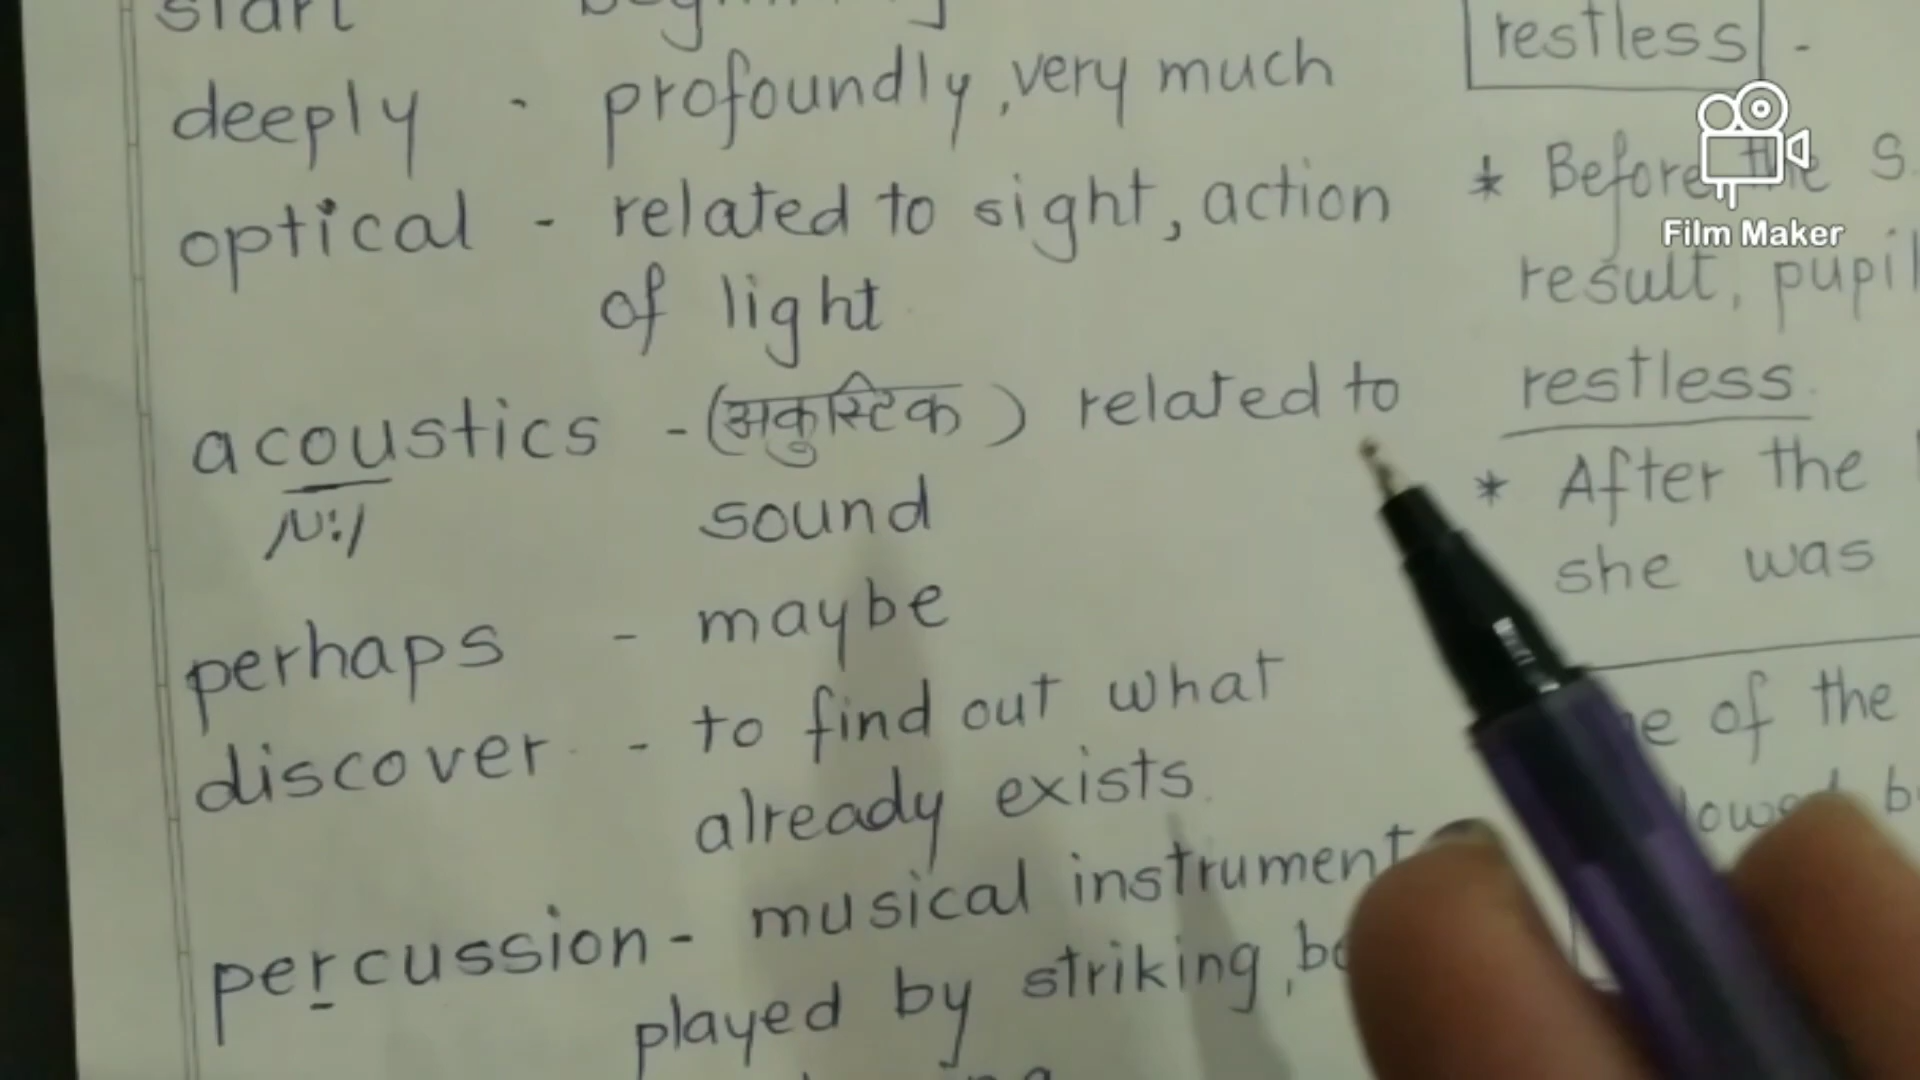 start
deeply - profoundly, very much
optical - related to sight, action
of light
acoustics - (अकुस्टिक) related to
sound
perhaps - maybe
discover - to find out what
already exists
percussion - musical instrument
played by striking,
restless -
* Before the S
result, pupil
restless
* After the
she was
of the
Film Maker